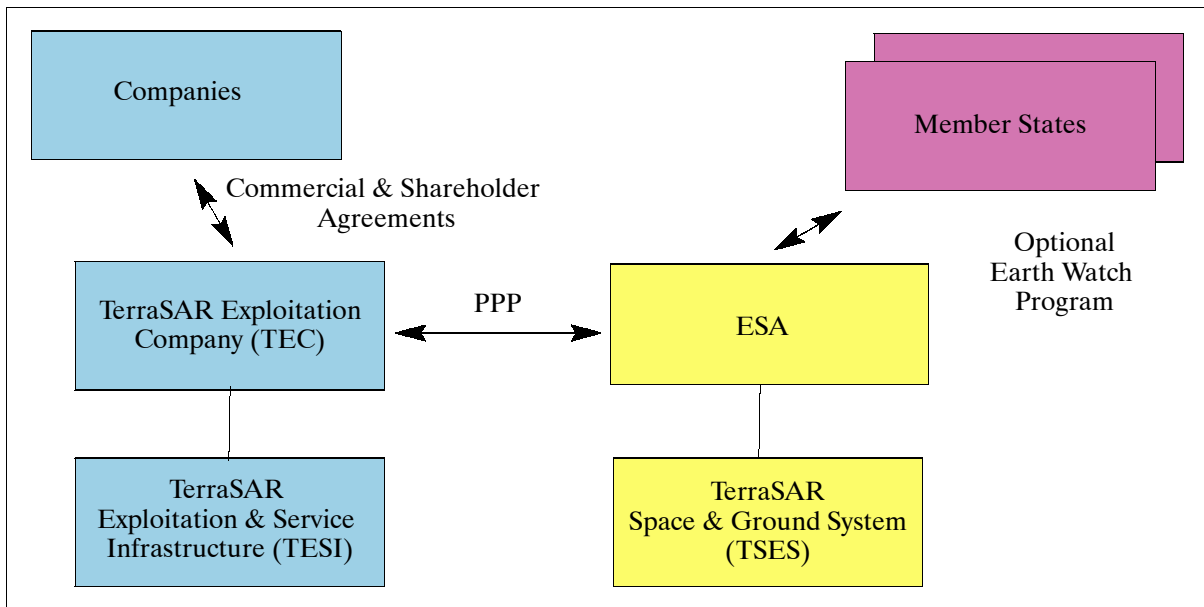 Companies
Member States
Commercial & Shareholder
Agreements
Optional
Earth Watch
Program
TerraSAR Exploitation
Company (TEC)
PPP
ESA
TerraSAR
Exploitation & Service
Infrastructure (TESI)
TerraSAR
Space & Ground System
(TSES)